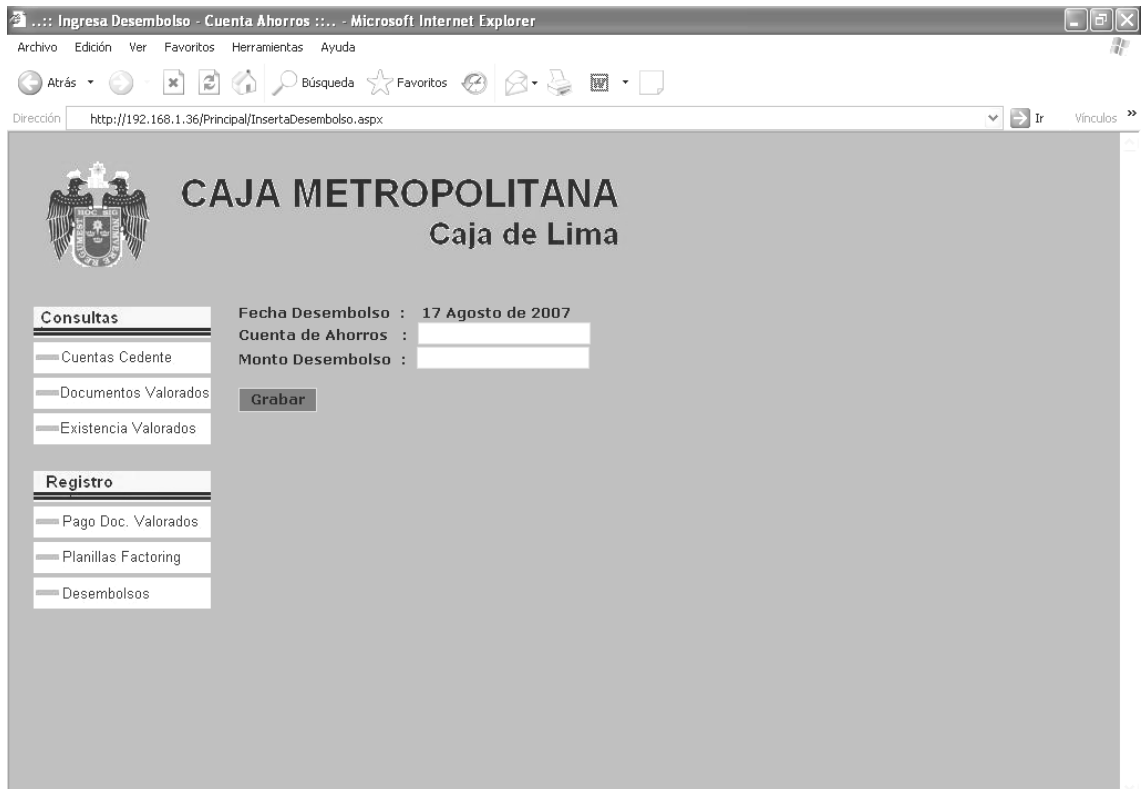 ..:: Ingresa Desembolso - Cuenta Ahorros ::.. - Microsoft Internet Explorer
Archivo Edición Ver Favoritos Herramientas Ayuda
Atrás Búsqueda Favoritos
Dirección http://192.168.1.36/Principal/InsertaDesembolso.aspx Ir Vínculos »
CAJA METROPOLITANA
Caja de Lima
HOC SIG
Consultas
Cuentas Cedente
Documentos Valorados
Existencia Valorados
Registro
Pago Doc. Valorados
Planillas Factoring
Desembolsos
Fecha Desembolso : 17 Agosto de 2007
Cuenta de Ahorros :
Monto Desembolso :
Grabar